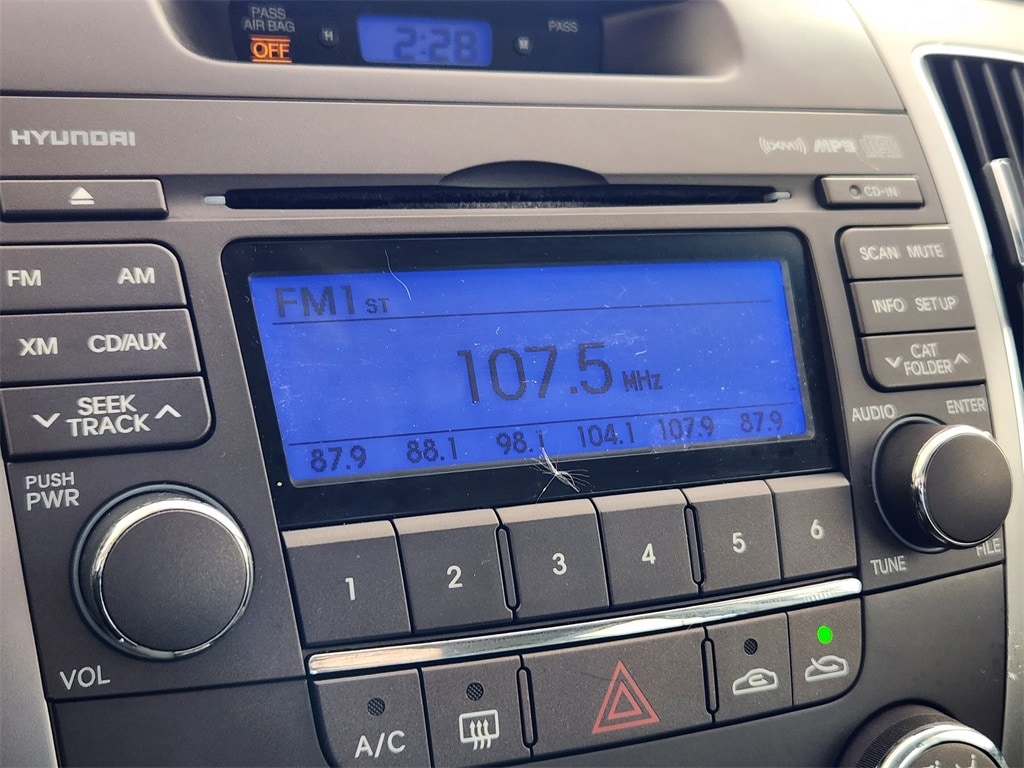 PASS
AIR BAG
OFF
H
M
2:28
PASS
HYUNDAI
((XM)) MP3
CD-IN
FM AM
SCAN MUTE
XM CD/AUX
INFO SETUP
SEEK
TRACK
CAT
FOLDER
FM1 ST
107.5 MHz
87.9 88.1 98.1 104.1 107.9 87.9
PUSH
PWR
VOL
AUDIO ENTER
TUNE FILE
1 2 3 4 5 6
A/C